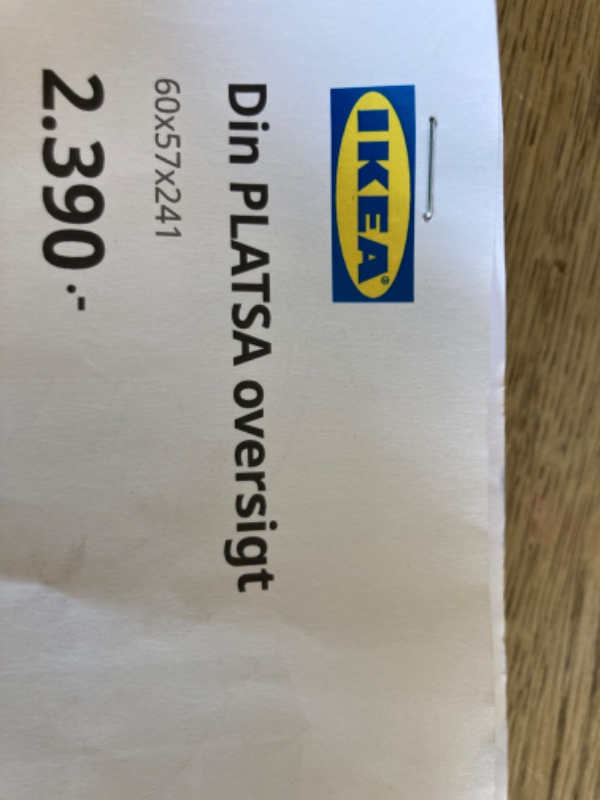 IKEA®
Din PLATSA oversigt
60x57x241
2.390.-